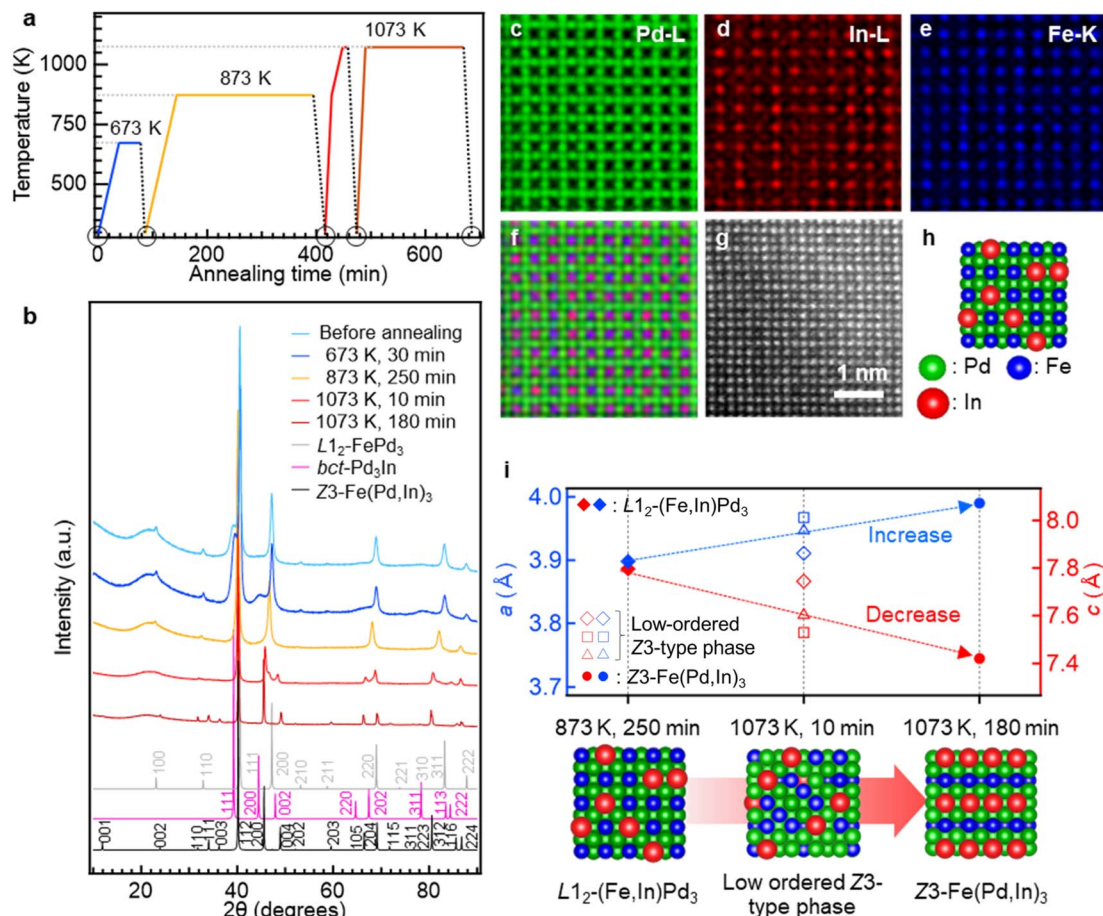 a
1073 K
873 K
673 K
Temperature (K)
1000
750
500
0
200
400
600
Annealing time (min)
b
Before annealing
673 K, 30 min
873 K, 250 min
1073 K, 10 min
1073 K, 180 min
L1₂-FePd₃
bct-Pd₃In
Z3-Fe(Pd,In)₃
Intensity (a.u.)
100
110
111
200
210
211
220
221
310
311
222
111
200
002
220
202
311
113
222
001
002
110
111
003
112
200
004
202
203
105
204
115
311
223
312
116
224
20
40
60
80
2θ (degrees)
c
Pd-L
d
In-L
e
Fe-K
f
g
1 nm
h
: Pd
: Fe
: In
i
4.0
3.9
3.8
3.7
a (Å)
8.0
7.8
7.6
7.4
c (Å)
: L1₂-(Fe,In)Pd₃
Increase
Decrease
Low-ordered
Z3-type phase
: Z3-Fe(Pd,In)₃
873 K, 250 min
1073 K, 10 min
1073 K, 180 min
L1₂-(Fe,In)Pd₃
Low ordered Z3-
type phase
Z3-Fe(Pd,In)₃